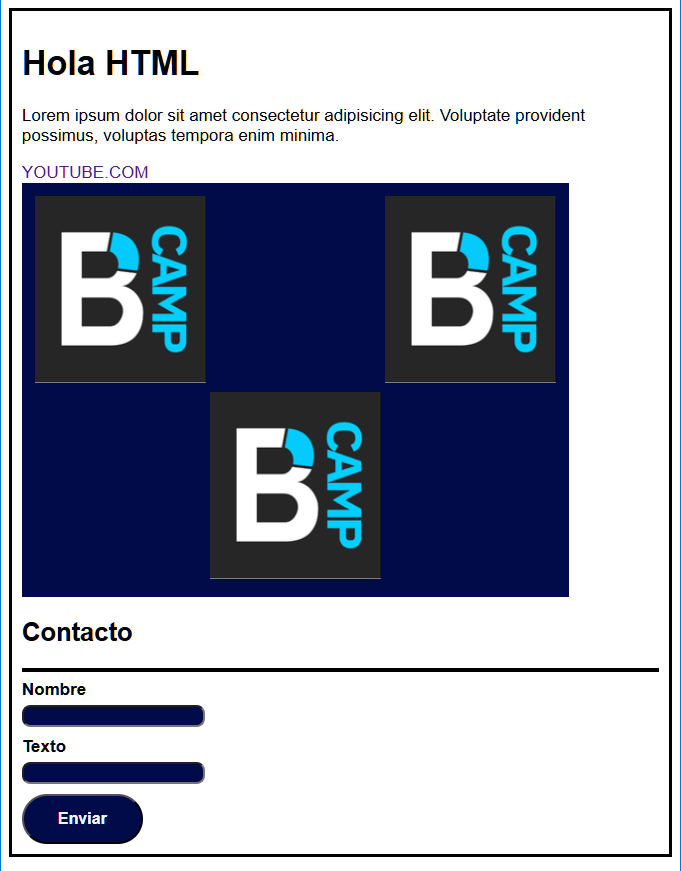 Hola HTML
Lorem ipsum dolor sit amet consectetur adipisicing elit. Voluptate provident
possimus, voluptas tempora enim minima.
YOUTUBE.COM
B CAMP
B CAMP
B CAMP
Contacto
Nombre
Texto
Enviar